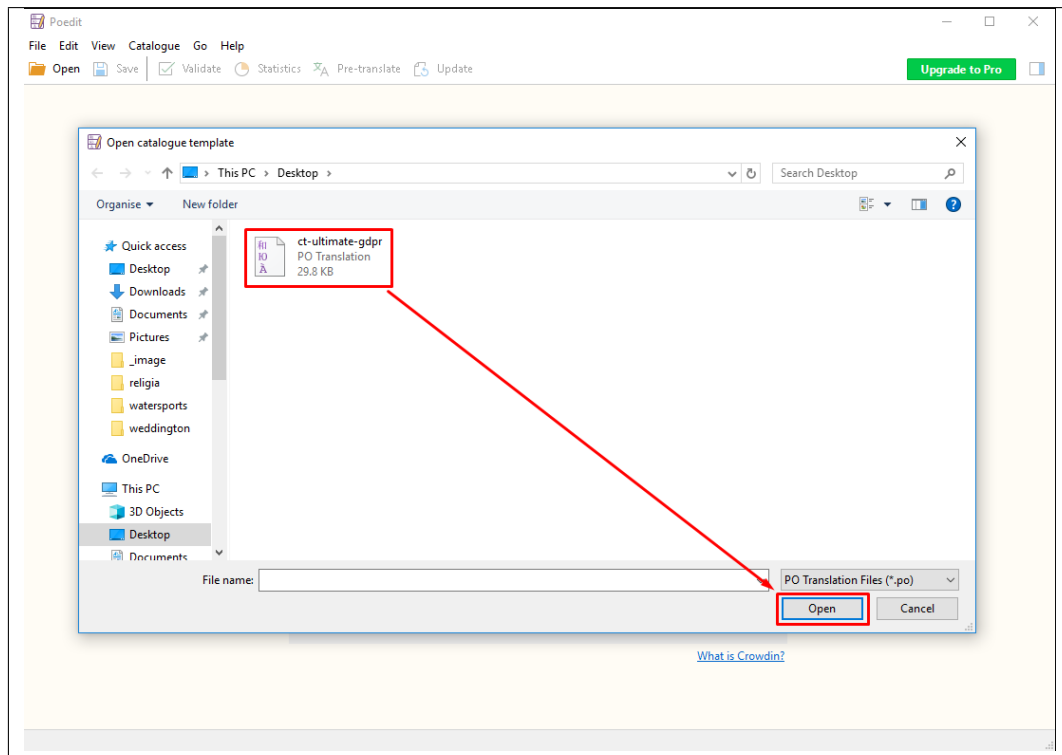 Poedit
File Edit View Catalogue Go Help
Open Save Validate Statistics Pre-translate Update Upgrade to Pro
Open catalogue template
This PC > Desktop > Search Desktop
Organise New folder
Quick access
Desktop
Downloads
Documents
Pictures
_image
religia
watersports
weddington
OneDrive
This PC
3D Objects
Desktop
Documents
ct-ultimate-gdpr
PO Translation
29.8 KB
File name: PO Translation Files (*.po)
Open Cancel
What is Crowdin?